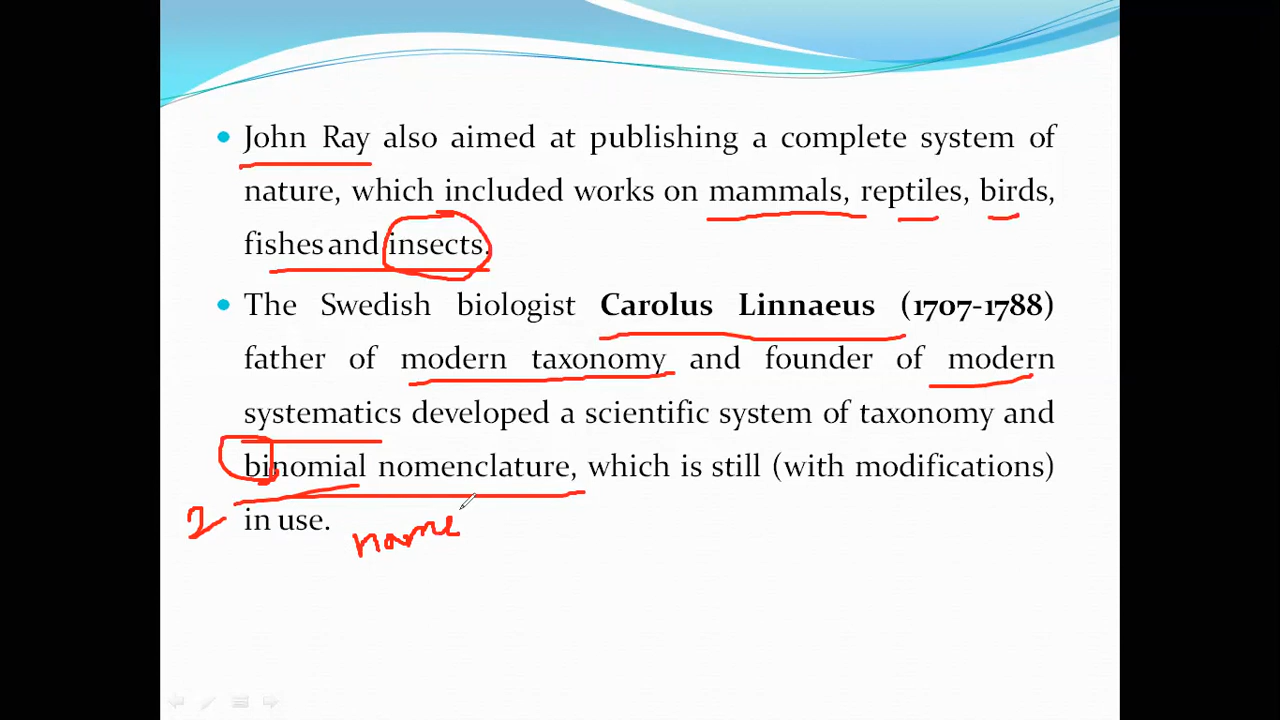 John Ray also aimed at publishing a complete system of
nature, which included works on mammals, reptiles, birds,
fishes and insects.
The Swedish biologist Carolus Linnaeus (1707-1788)
father of modern taxonomy and founder of modern
systematics developed a scientific system of taxonomy and
binomial nomenclature, which is still (with modifications)
2 in use.
name